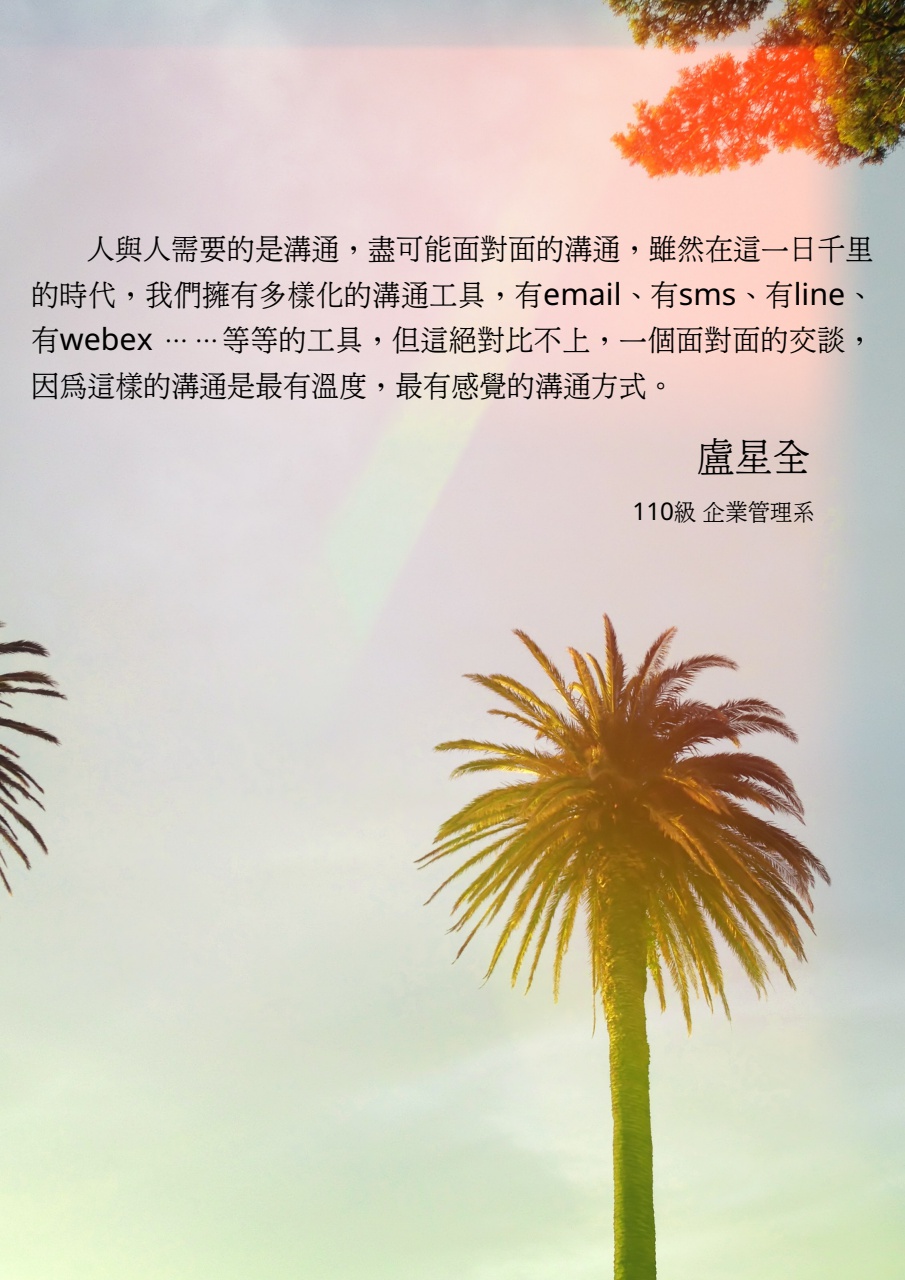 人與人需要的是溝通，盡可能面對面的溝通，雖然在這一日千里
的時代，我們擁有多樣化的溝通工具，有email、有sms、有line、
有webex ……等等的工具，但這絕對比不上，一個面對面的交談，
因為這樣的溝通是最有溫度，最有感覺的溝通方式。
盧星全
110級 企業管理系